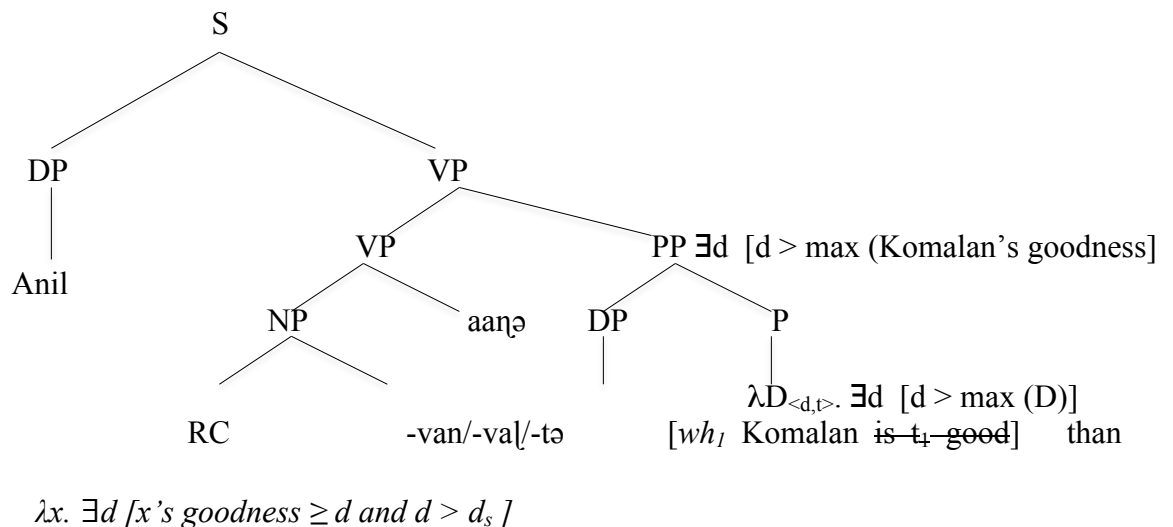 S
DP VP
VP PP ∃d [d > max (Komalan’s goodness]
Anil
NP aaɳə DP P
λD<d,t>. ∃d [d > max (D)]
RC -van/-vaɭ/-tə [wh1 Komalan is t1 good] than
λx. ∃d [x’s goodness ≥ d and d > ds ]